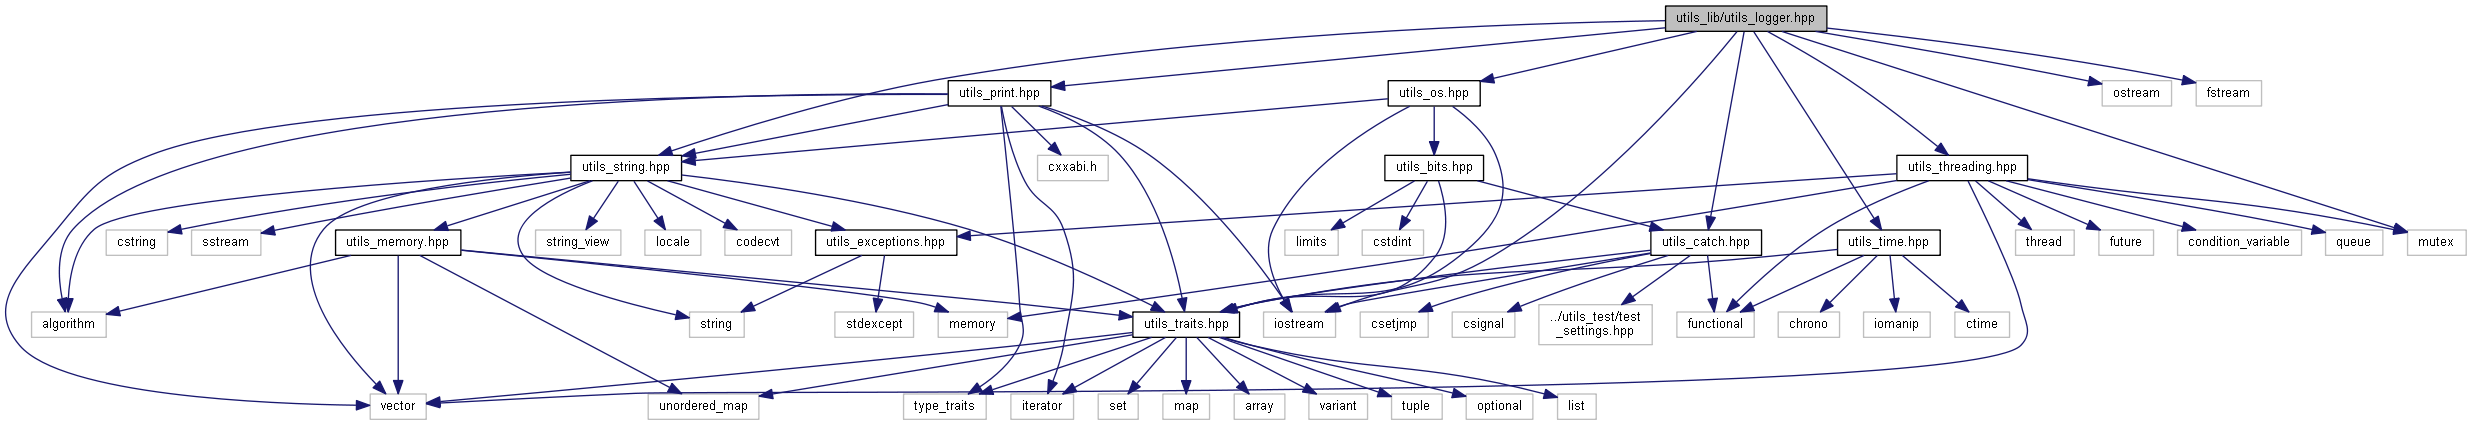 utils_lib/utils_logger.hpp
utils_print.hpp
utils_os.hpp
ostream
fstream
utils_string.hpp
cxxabi.h
utils_bits.hpp
utils_threading.hpp
cstring
sstream
utils_memory.hpp
string_view
locale
codecvt
utils_exceptions.hpp
limits
cstdint
utils_catch.hpp
utils_time.hpp
thread
future
condition_variable
queue
mutex
algorithm
string
stdexcept
memory
utils_traits.hpp
iostream
csetjmp
csignal
../utils_test/test
_settings.hpp
functional
chrono
iomanip
ctime
vector
unordered_map
type_traits
iterator
set
map
array
variant
tuple
optional
list